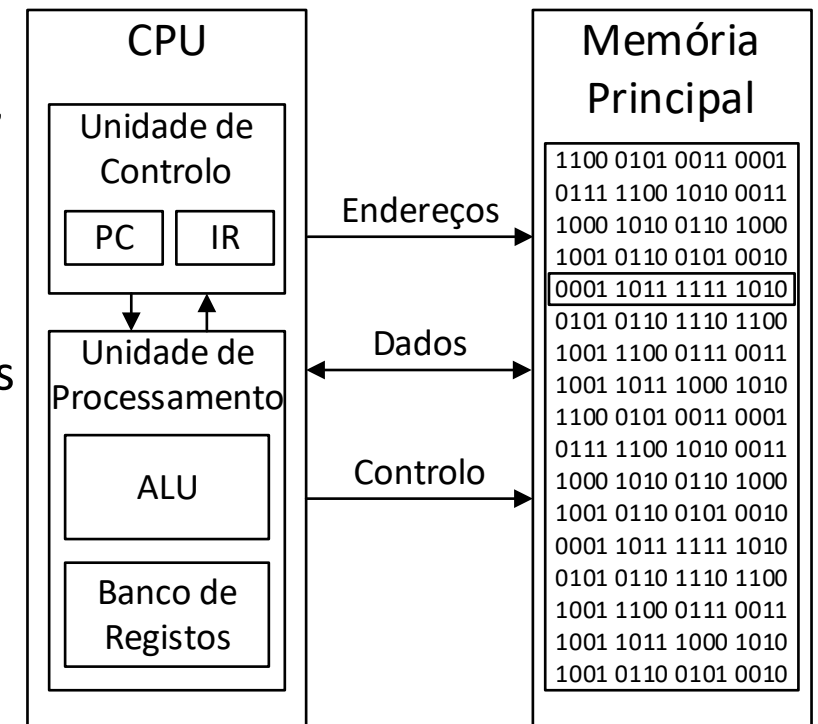 CPU
Unidade de
Controlo
PC
IR
Unidade de
Processamento
ALU
Banco de
Registos
s
Endereços
Dados
Controlo
Memória
Principal
1100 0101 0011 0001
0111 1100 1010 0011
1000 1010 0110 1000
1001 0110 0101 0010
0001 1011 1111 1010
0101 0110 1110 1100
1001 1100 0111 0011
1001 1011 1000 1010
1100 0101 0011 0001
0111 1100 1010 0011
1000 1010 0110 1000
1001 0110 0101 0010
0001 1011 1111 1010
0101 0110 1110 1100
1001 1100 0111 0011
1001 1011 1000 1010
1001 0110 0101 0010